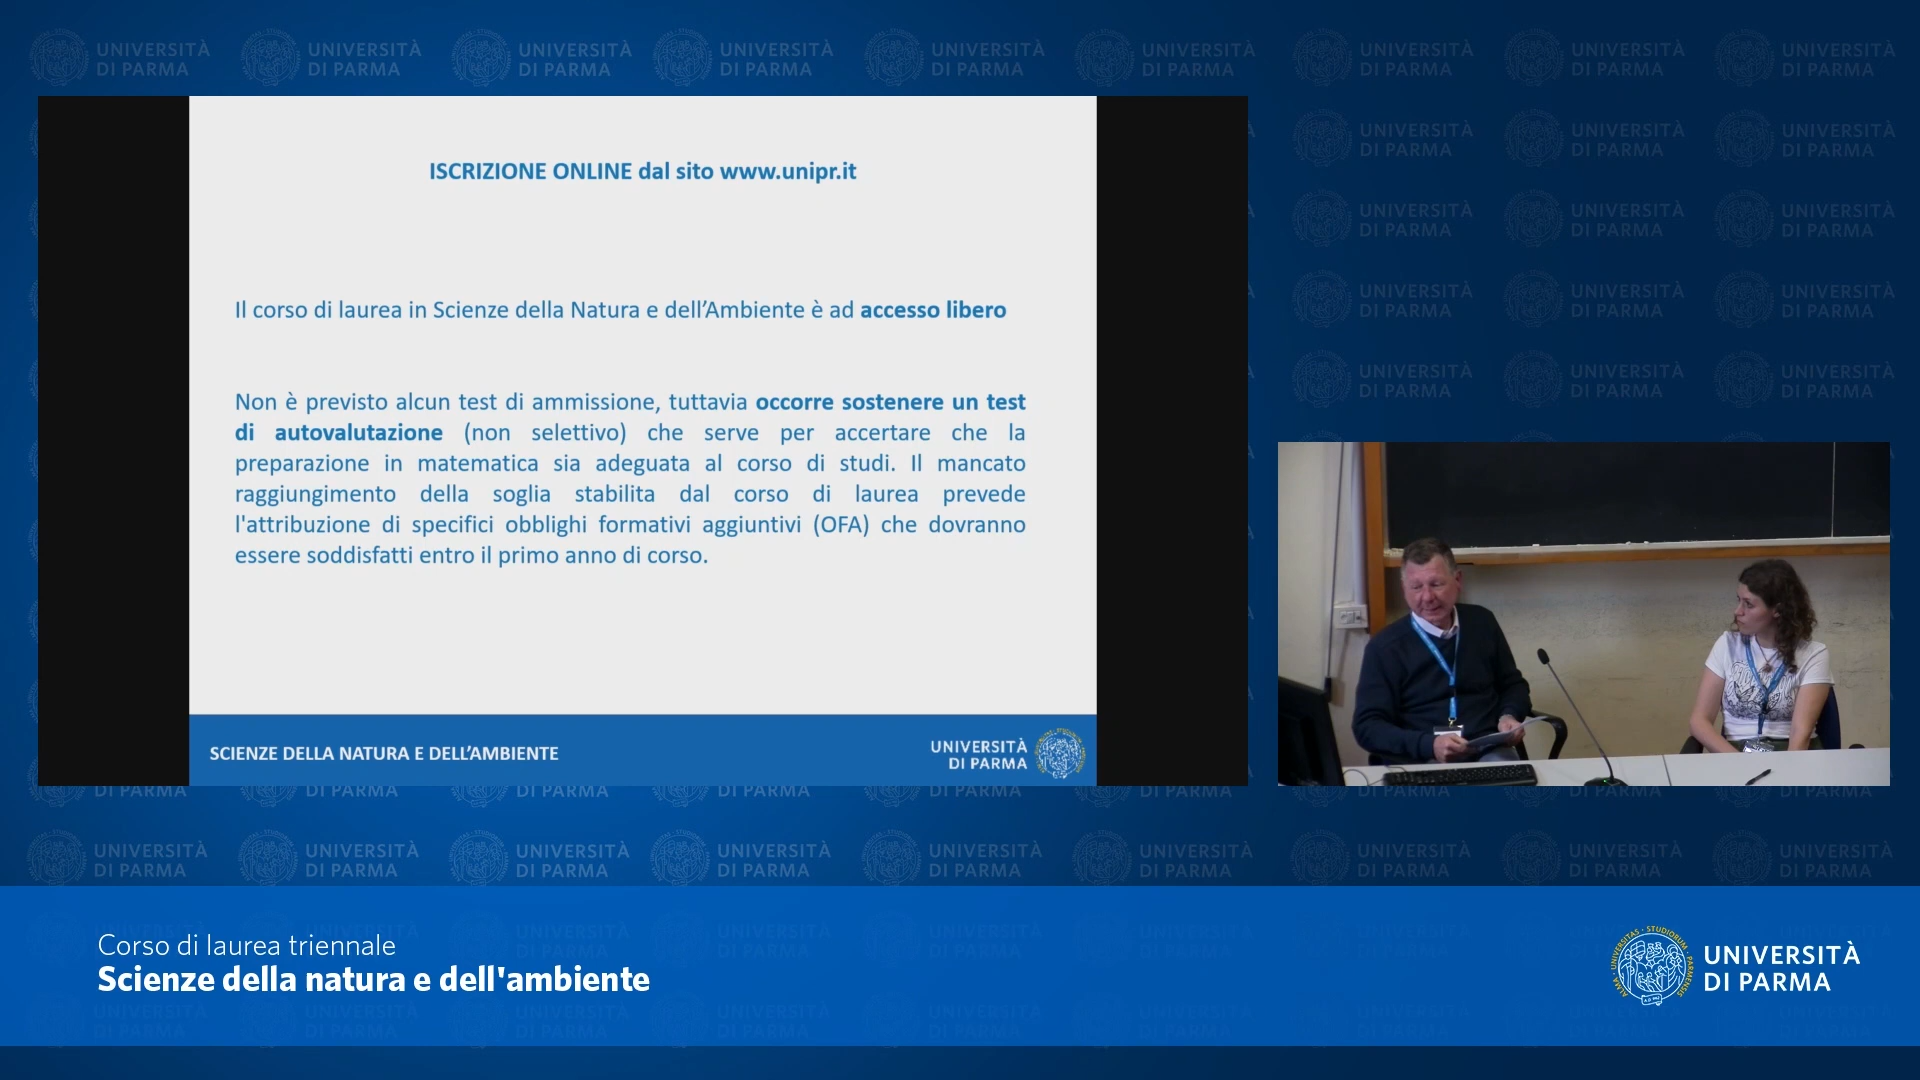 ISCRIZIONE ONLINE dal sito www.unipr.it
Il corso di laurea in Scienze della Natura e dell’Ambiente è ad accesso libero
Non è previsto alcun test di ammissione, tuttavia occorre sostenere un test
di autovalutazione (non selettivo) che serve per accertare che la
preparazione in matematica sia adeguata al corso di studi. Il mancato
raggiungimento della soglia stabilita dal corso di laurea prevede
l'attribuzione di specifici obblighi formativi aggiuntivi (OFA) che dovranno
essere soddisfatti entro il primo anno di corso.
SCIENZE DELLA NATURA E DELL’AMBIENTE
UNIVERSITÀ
DI PARMA
Corso di laurea triennale
Scienze della natura e dell'ambiente
UNIVERSITÀ
DI PARMA